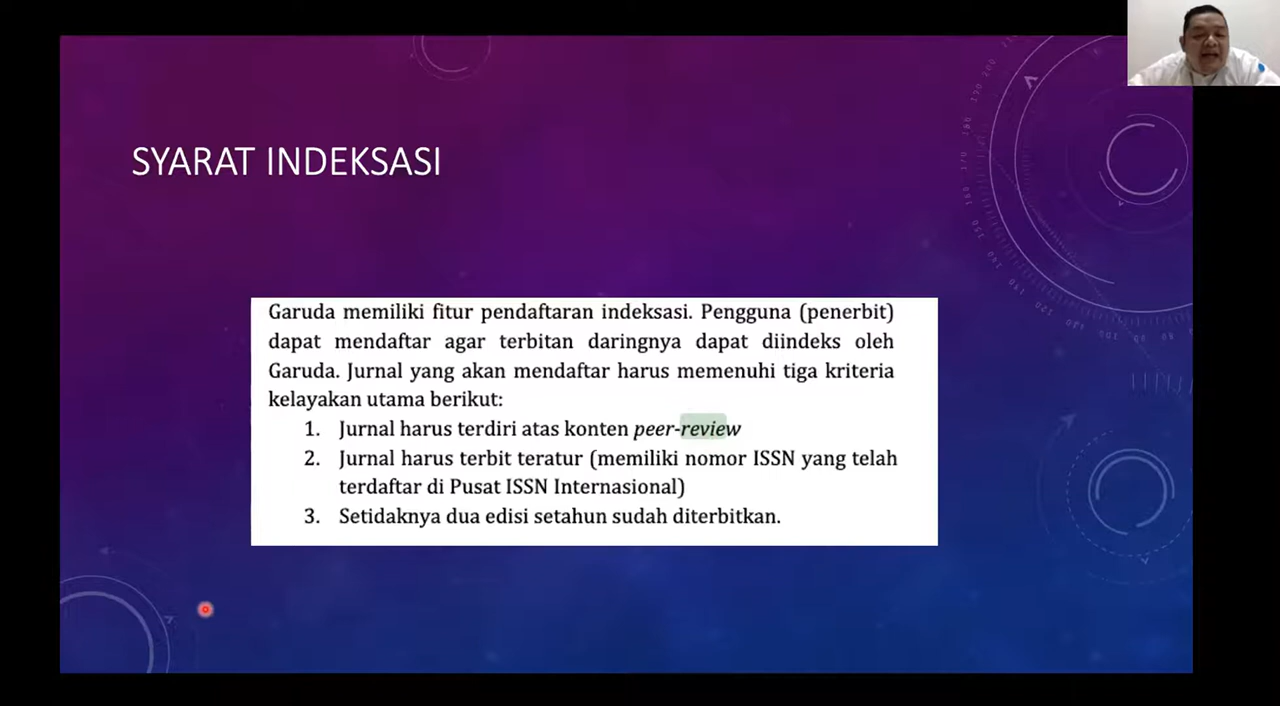 SYARAT INDEKSASI
Garuda memiliki fitur pendaftaran indeksasi. Pengguna (penerbit)
dapat mendaftar agar terbitan daringnya dapat diindeks oleh
Garuda. Jurnal yang akan mendaftar harus memenuhi tiga kriteria
kelayakan utama berikut:
1. Jurnal harus terdiri atas konten peer-review
2. Jurnal harus terbit teratur (memiliki nomor ISSN yang telah
terdaftar di Pusat ISSN Internasional)
3. Setidaknya dua edisi setahun sudah diterbitkan.